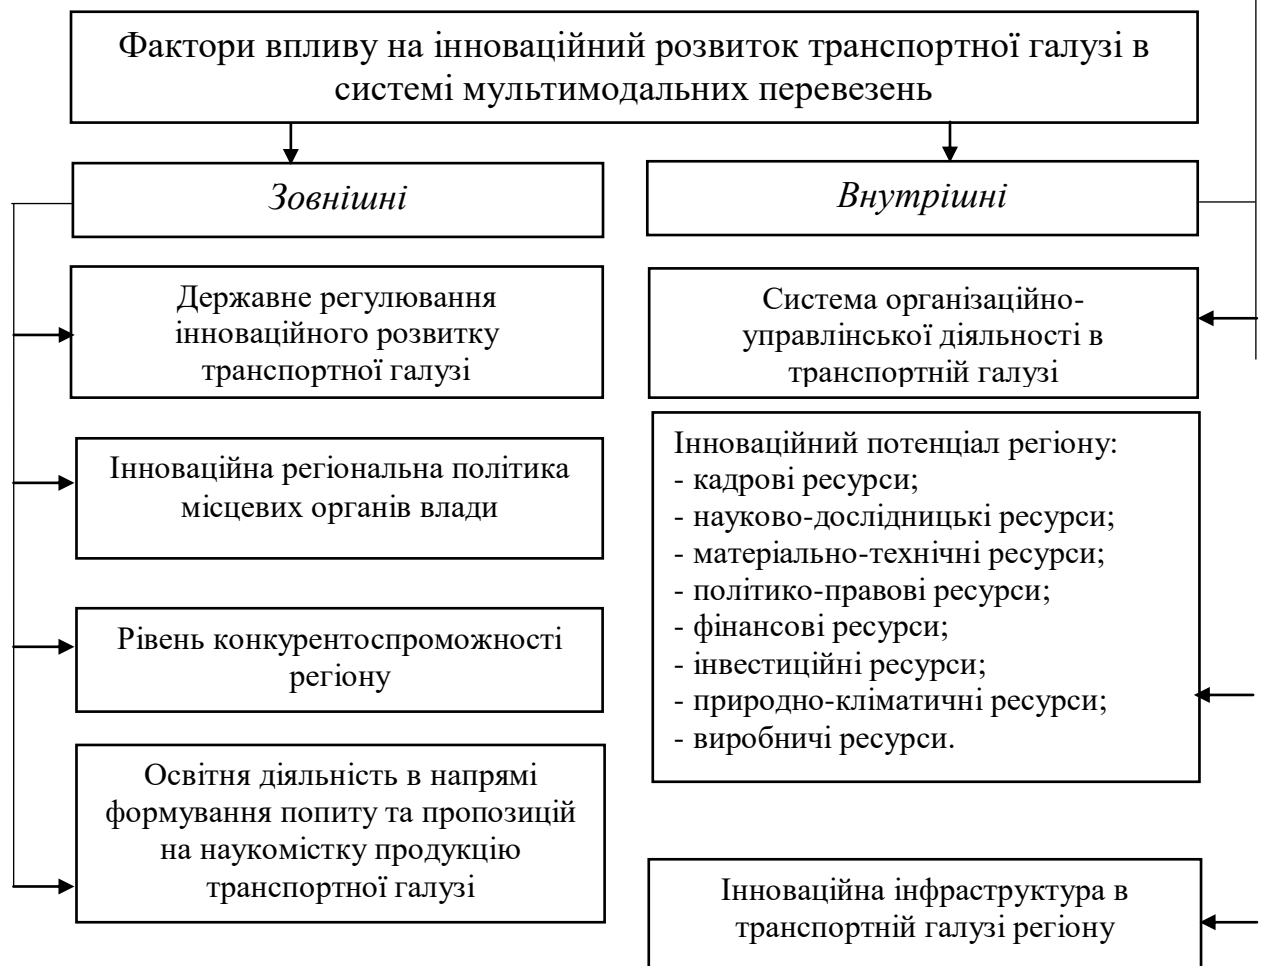 Фактори впливу на інноваційний розвиток транспортної галузі в
системі мультимодальних перевезень
Зовнішні
Внутрішні
Державне регулювання
інноваційного розвитку
транспортної галузі
Інноваційна регіональна політика
місцевих органів влади
Рівень конкурентоспроможності
регіону
Освітня діяльність в напрямі
формування попиту та пропозицій
на наукомістку продукцію
транспортної галузі
Система організаційно-
управлінської діяльності в
транспортній галузі
Інноваційний потенціал регіону:
- кадрові ресурси;
- науково-дослідницькі ресурси;
- матеріально-технічні ресурси;
- політико-правові ресурси;
- фінансові ресурси;
- інвестиційні ресурси;
- природно-кліматичні ресурси;
- виробничі ресурси.
Інноваційна інфраструктура в
транспортній галузі регіону